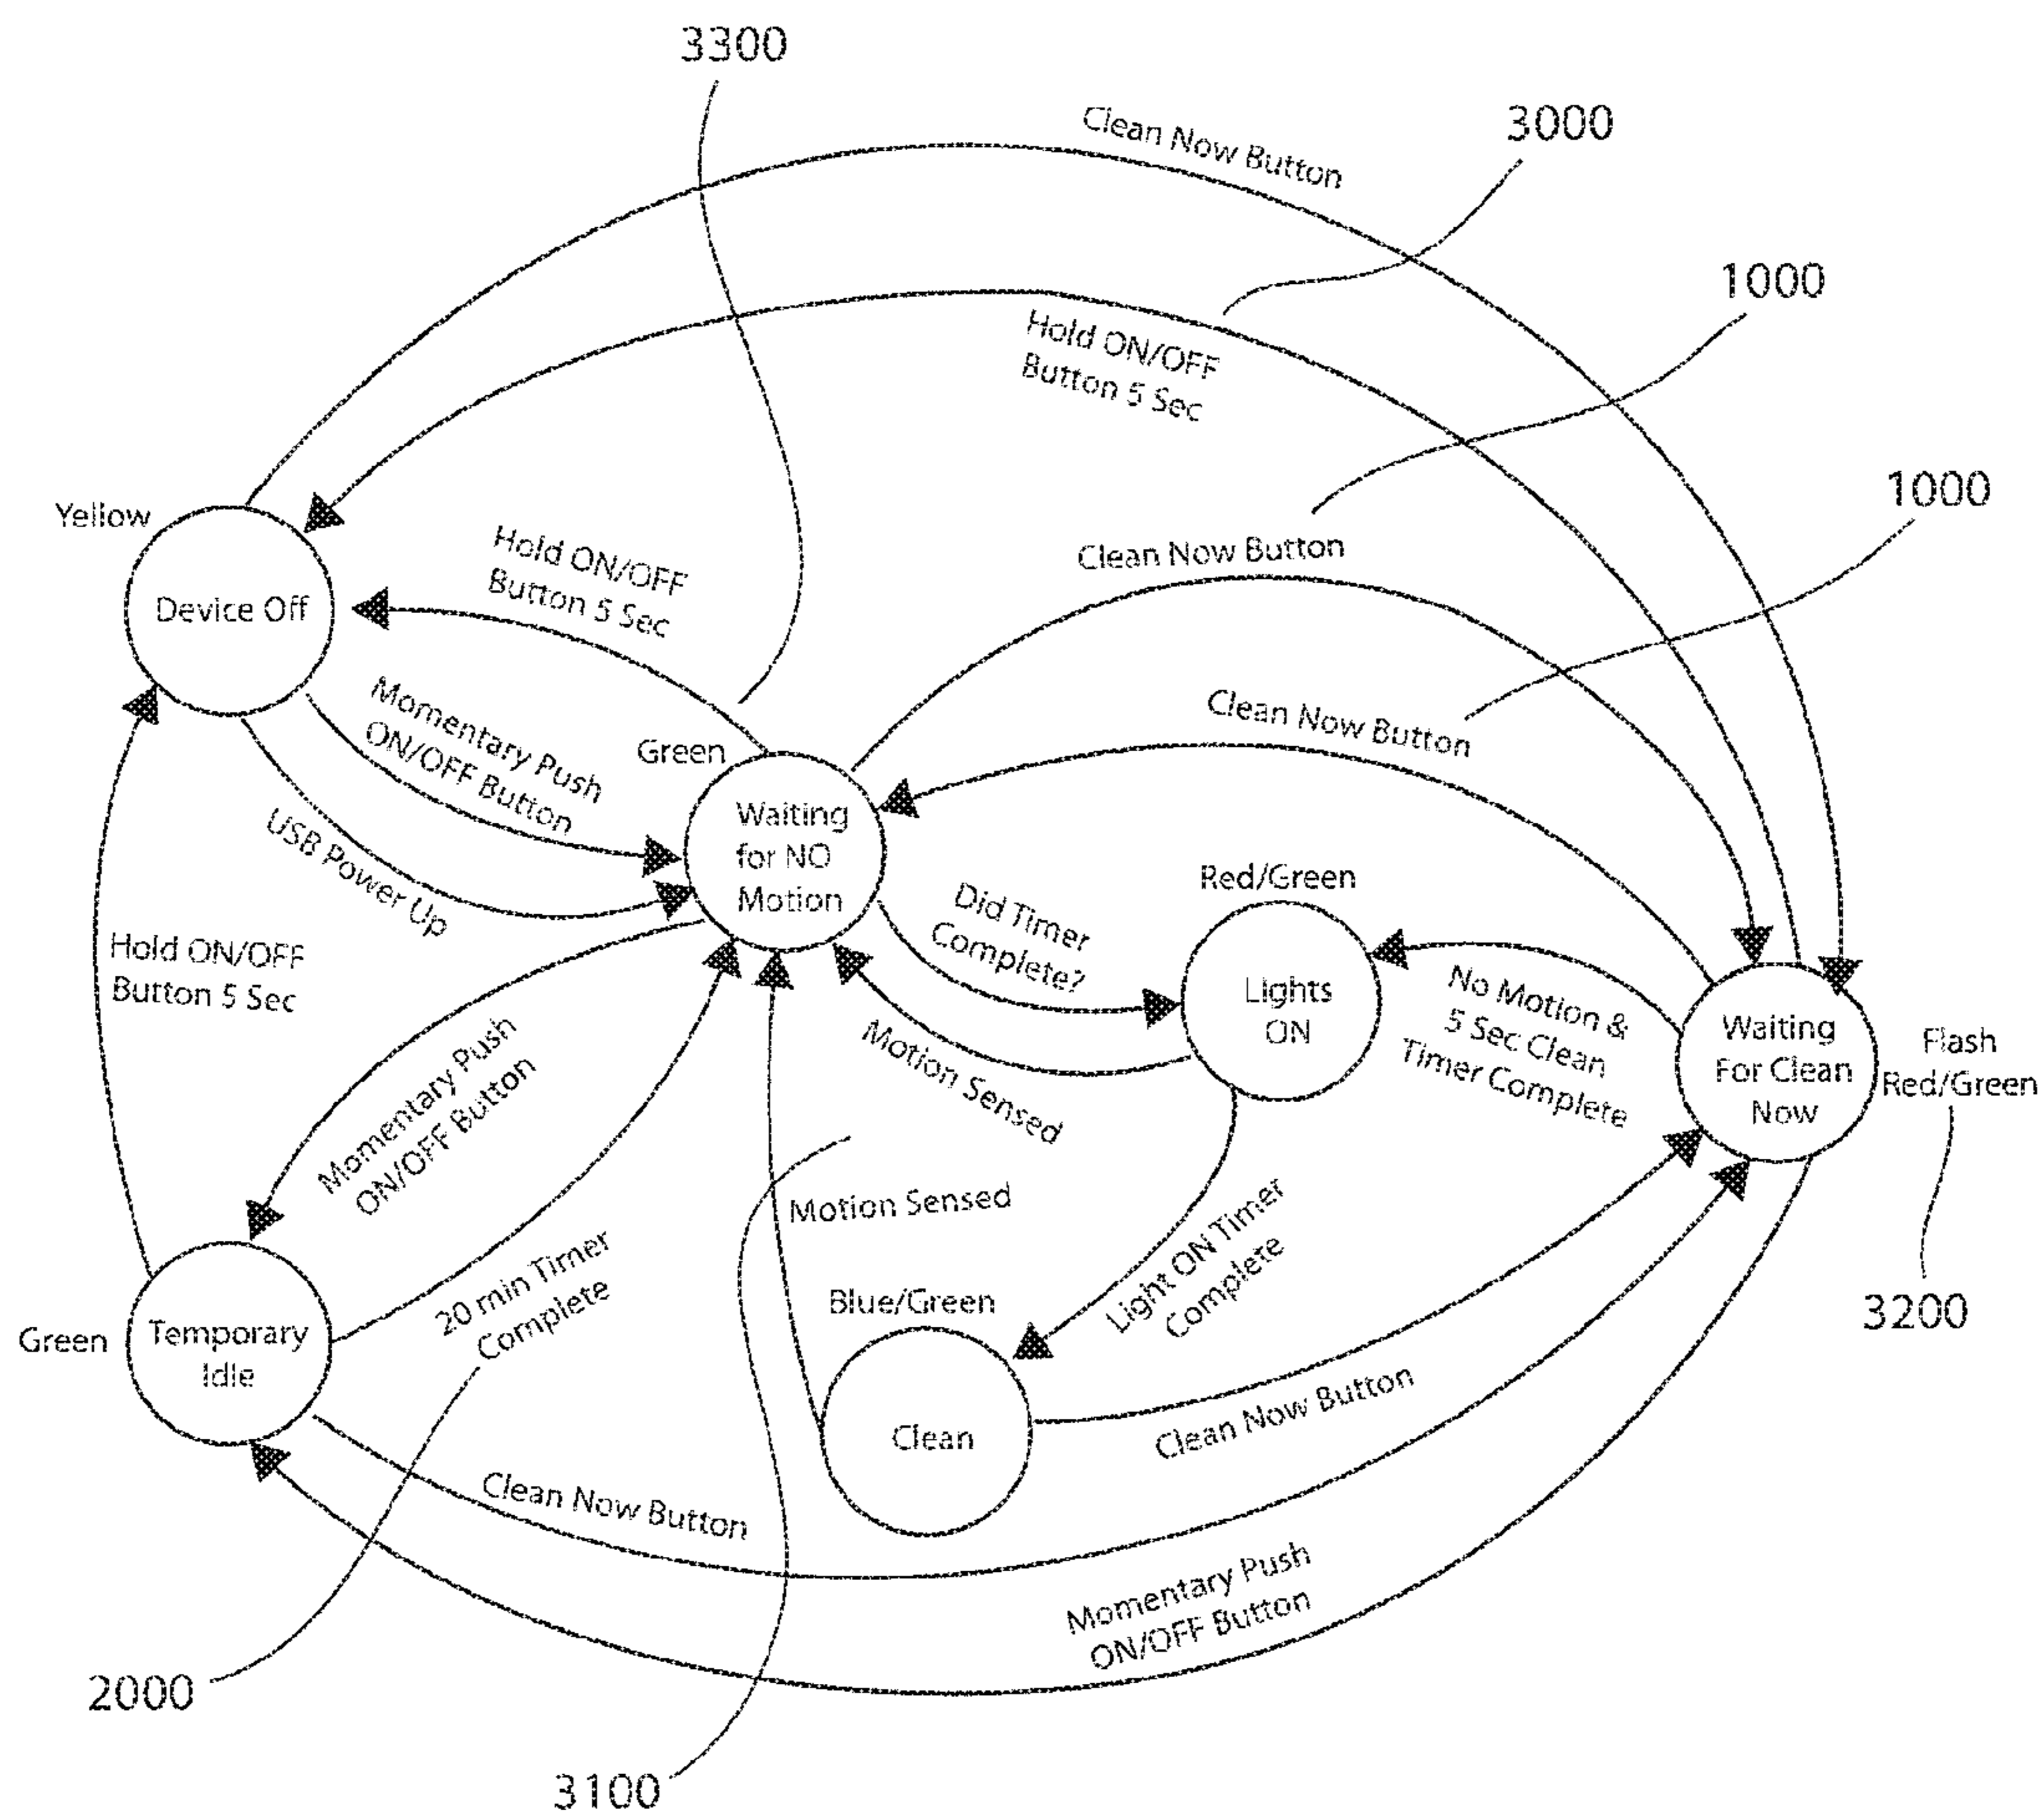 3300
3000
Clean Now Button
1000
Hold ON/OFF
Button 5 Sec
1000
Yellow
Device Off
Hold ON/OFF
Button 5 Sec
Clean Now Button
Momentary Push
ON/OFF Button
USB Power Up
Green
Waiting
for NO
Motion
Clean Now Button
Red/Green
Lights
ON
Did Timer
Complete?
Motion Sensed
No Motion &
5 Sec Clean
Timer Complete
Waiting
For Clean
Now
Flash
Red/Green
3200
Hold ON/OFF
Button 5 Sec
Momentary Push
ON/OFF Button
Motion Sensed
Light ON Timer
Complete
20 min Timer
Complete
Green
Temporary
Idle
Blue/Green
Clean
Clean Now Button
Clean Now Button
Momentary Push
ON/OFF Button
2000
3100